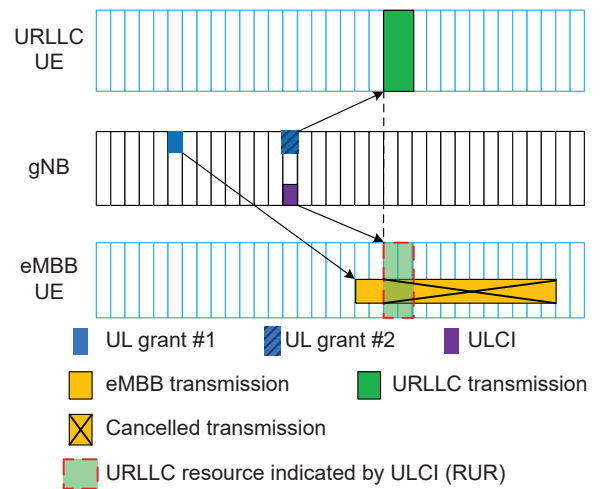 URLLC
UE
gNB
eMBB
UE
UL grant #1 UL grant #2 ULCI
eMBB transmission URLLC transmission
Cancelled transmission
URLLC resource indicated by ULCI (RUR)